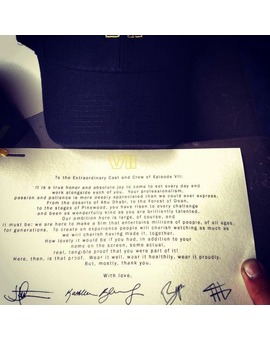 VII
To the Extraordinary Cast and Crew of Episode VII:
It is a true honor and absolute joy to come to set every day and
work alongside each of you. Your professionalism,
passion and patience is more deeply appreciated than we could ever express.
From the deserts of Abu Dhabi, to the Forest of Dean,
to the stages of Pinewood, you have risen to every challenge
and been as wonderfully kind as you are brilliantly talented.
Our ambition here is large, of course, and
it must be: we are here to make a film that entertains millions of people, of all ages,
for generations. To create an experience people will cherish watching as much as
we will cherish having made it, together.
How lovely it would be if you had, in addition to your
name on the screen, some actual,
real, tangible proof that you were part of it!
Here, then, is that proof. Wear it well, wear it healthily, wear it proudly.
But, mostly, thank you.
With love,
Kathleen